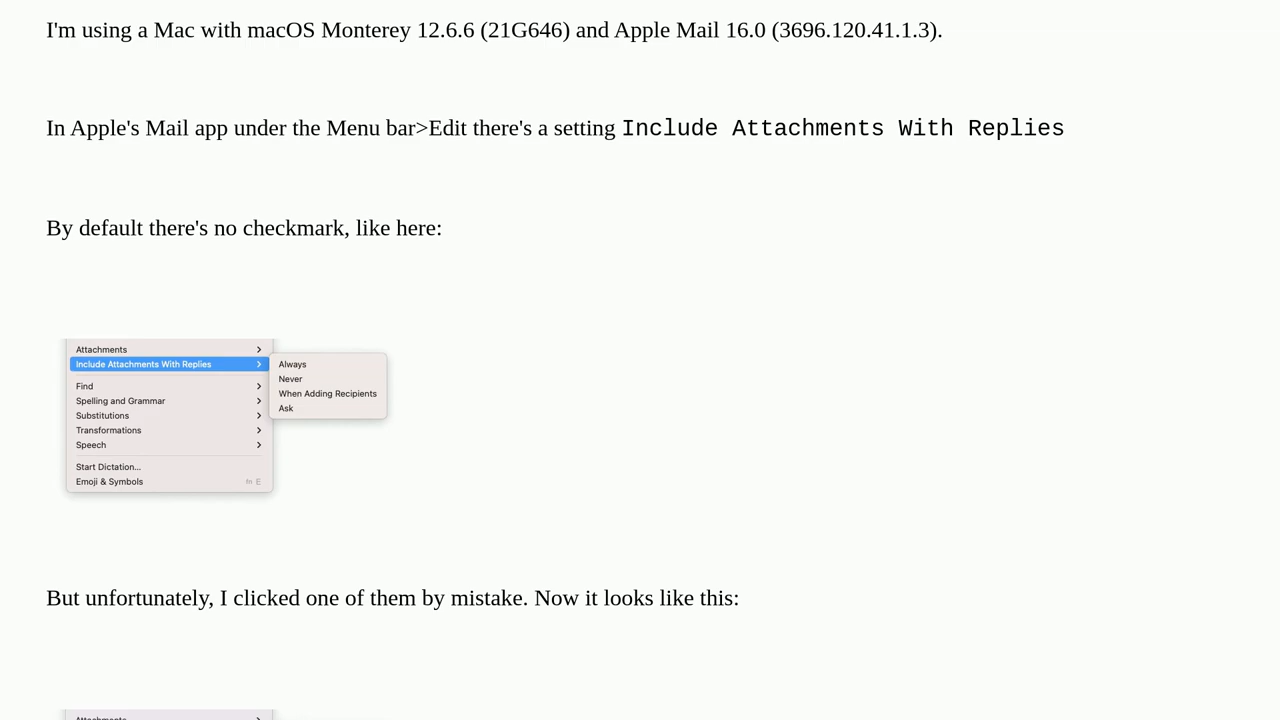 I'm using a Mac with macOS Monterey 12.6.6 (21G646) and Apple Mail 16.0 (3696.120.41.1.3).
In Apple's Mail app under the Menu bar>Edit there's a setting Include Attachments With Replies
By default there's no checkmark, like here:
Attachments
Include Attachments With Replies
Find
Spelling and Grammar
Substitutions
Transformations
Speech
Start Dictation...
Emoji & Symbols fn E
Always
Never
When Adding Recipients
Ask
But unfortunately, I clicked one of them by mistake. Now it looks like this:
Attachments